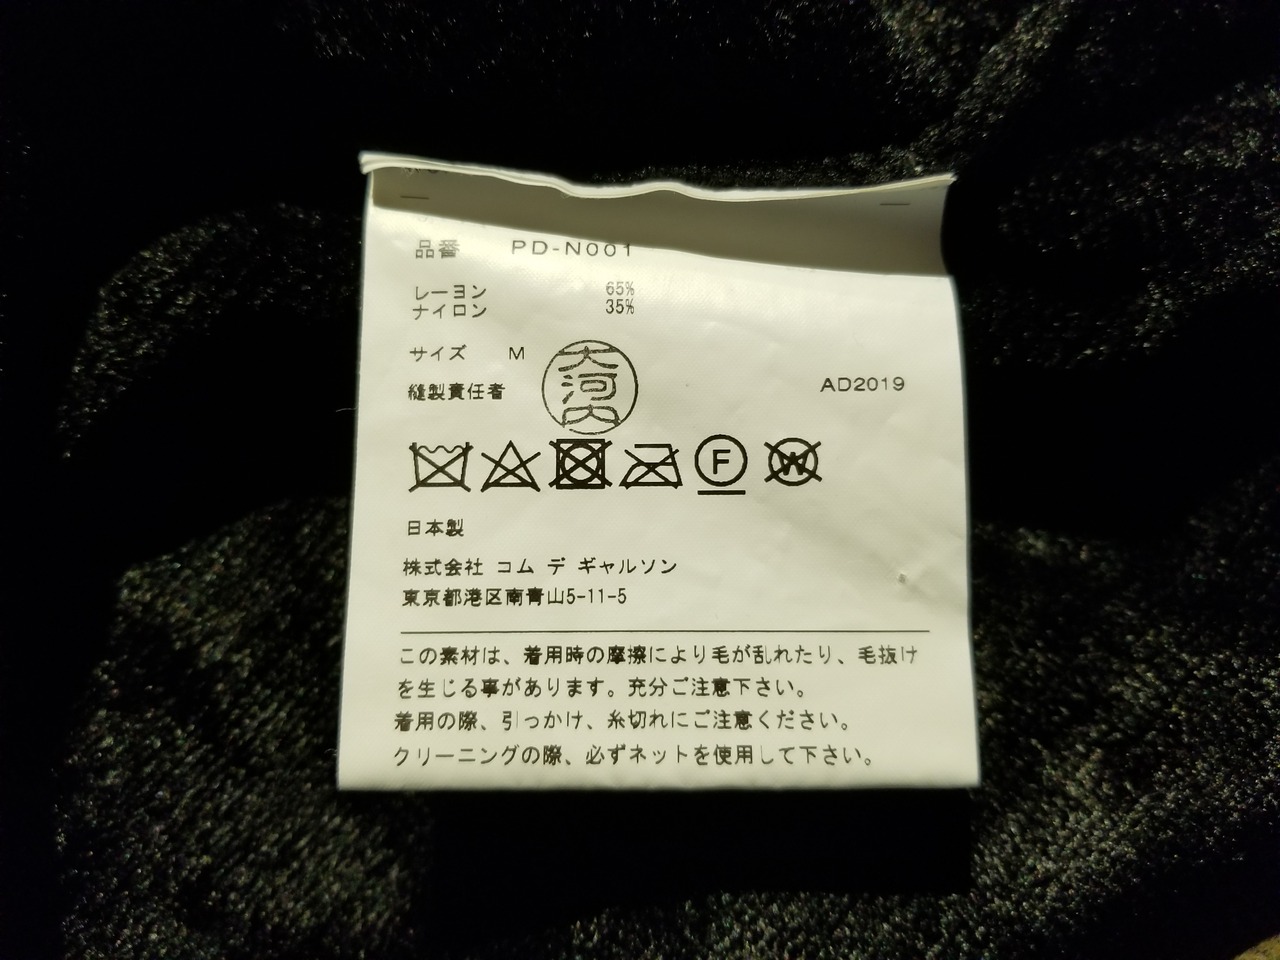 品番 PD-N001
レーヨン 65%
ナイロン 35%
サイズ M
大河内
縫製責任者 AD2019
F W
日本製
株式会社 コム デ ギャルソン
東京都港区南青山5-11-5
この素材は、着用時の摩擦により毛が乱れたり、毛抜け
を生じる事があります。充分ご注意下さい。
着用の際、引っかけ、糸切れにご注意ください。
クリーニングの際、必ずネットを使用して下さい。